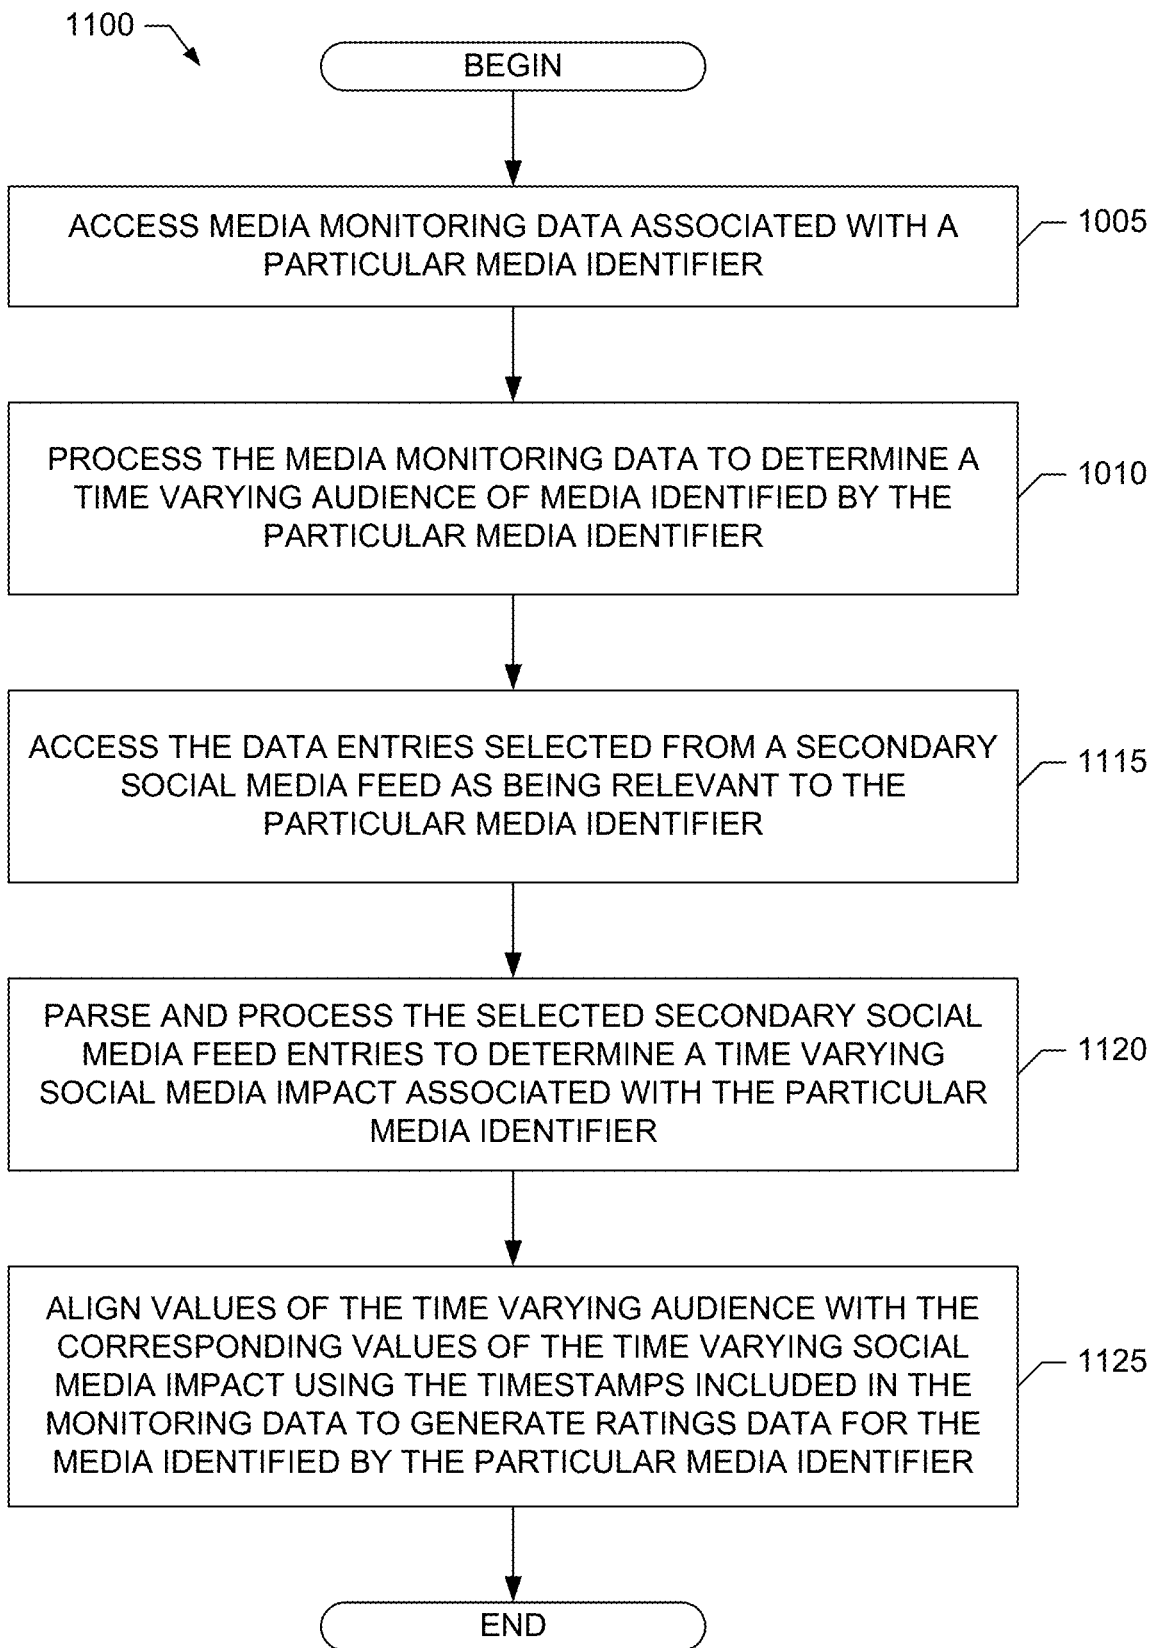 1100
BEGIN
ACCESS MEDIA MONITORING DATA ASSOCIATED WITH A
PARTICULAR MEDIA IDENTIFIER
1005
PROCESS THE MEDIA MONITORING DATA TO DETERMINE A
TIME VARYING AUDIENCE OF MEDIA IDENTIFIED BY THE
PARTICULAR MEDIA IDENTIFIER
1010
ACCESS THE DATA ENTRIES SELECTED FROM A SECONDARY
SOCIAL MEDIA FEED AS BEING RELEVANT TO THE
PARTICULAR MEDIA IDENTIFIER
1115
PARSE AND PROCESS THE SELECTED SECONDARY SOCIAL
MEDIA FEED ENTRIES TO DETERMINE A TIME VARYING
SOCIAL MEDIA IMPACT ASSOCIATED WITH THE PARTICULAR
MEDIA IDENTIFIER
1120
ALIGN VALUES OF THE TIME VARYING AUDIENCE WITH THE
CORRESPONDING VALUES OF THE TIME VARYING SOCIAL
MEDIA IMPACT USING THE TIMESTAMPS INCLUDED IN THE
MONITORING DATA TO GENERATE RATINGS DATA FOR THE
MEDIA IDENTIFIED BY THE PARTICULAR MEDIA IDENTIFIER
1125
END